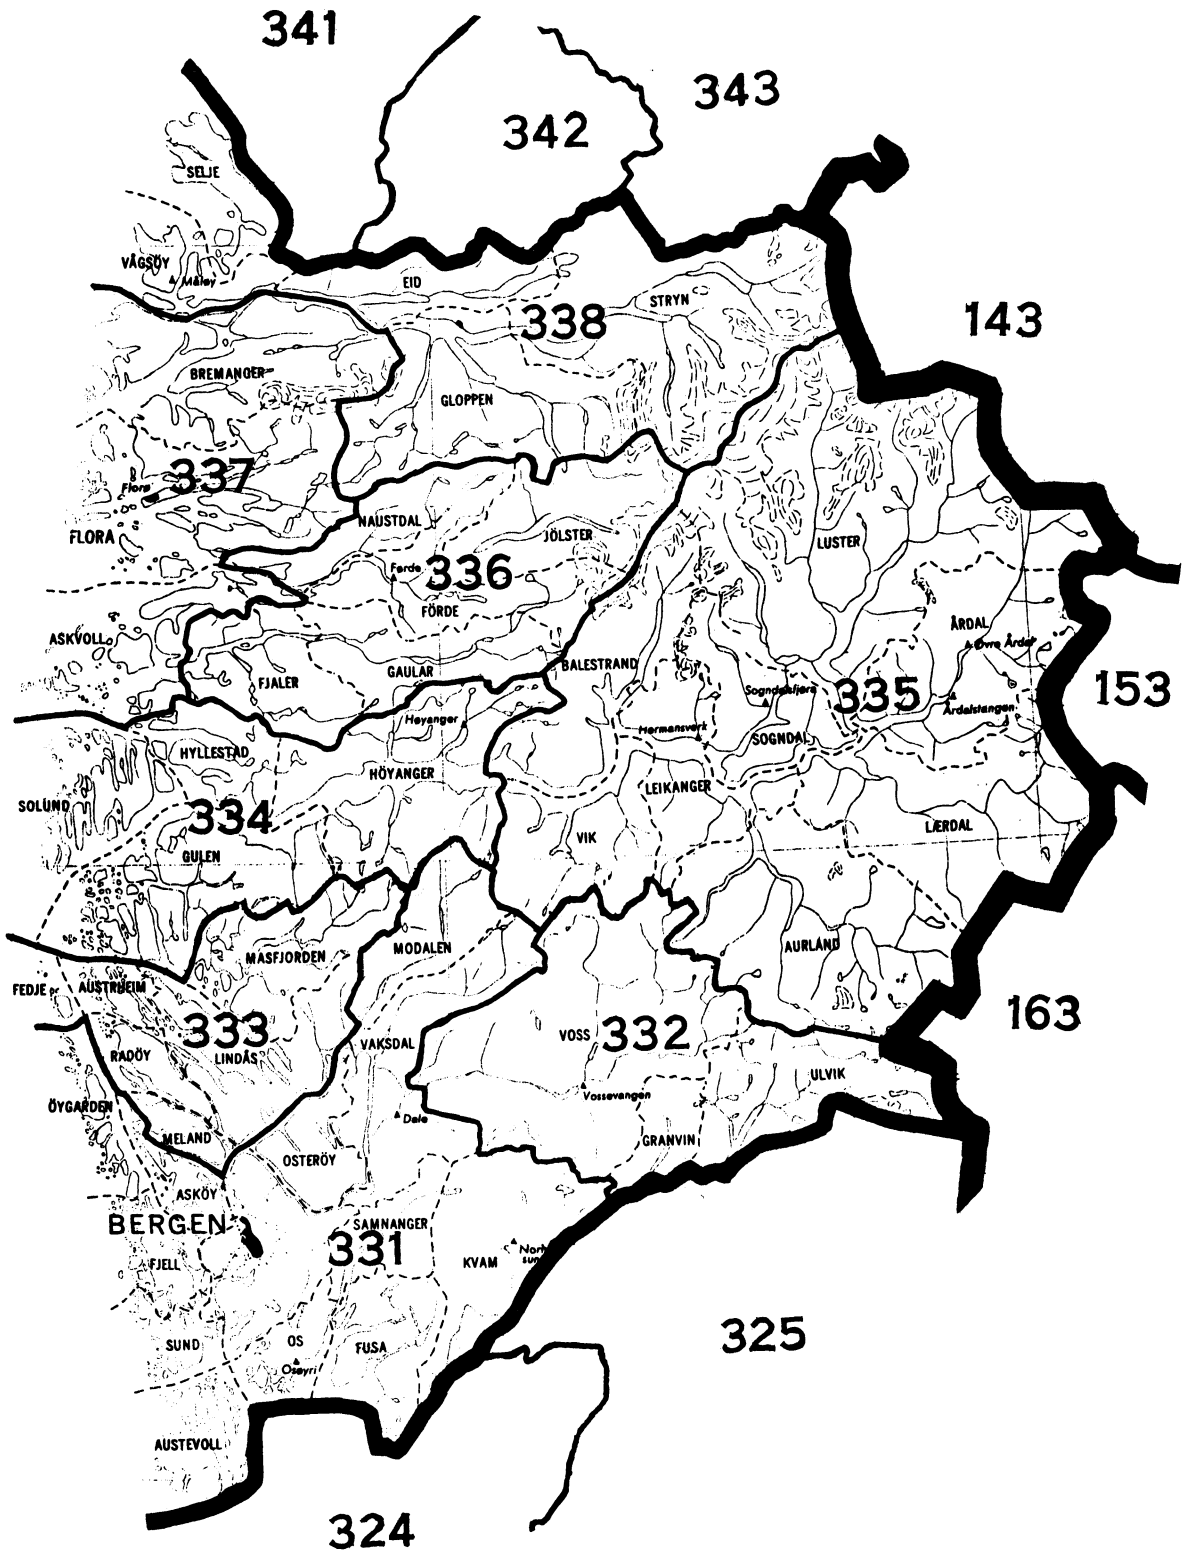 341
343
342
SELJE
VÅGSÖY
Måløy
EID
STRYN
338
143
BREMANGER
GLOPPEN
337
Florø
NAUSTDAL
FLORA
JÖLSTER
LUSTER
Førde
336
FÖRDE
ÅRDAL
ASKVOLL
Øvre Årdal
BALESTRAND
GAULAR
FJALER
335
153
Sogndalsfjøra
Årdalstangen
Høyanger
Hermansverk
SOGNDAL
HYLLESTAD
HÖYANGER
LEIKANGER
SOLUND
334
LÆRDAL
VIK
GULEN
AURLAND
MODALEN
MASFJORDEN
FEDJE
AUSTRHEIM
163
333
VOSS
332
VAKSDAL
RADÖY
LINDÅS
ULVIK
Vossevangen
ÖYGARDEN
Dale
MELAND
GRANVIN
OSTERÖY
ASKÖY
BERGEN
SAMNANGER
331
FJELL
KVAM
Norh
sun
325
SUND
OS
FUSA
Osøyri
AUSTEVOLL
324